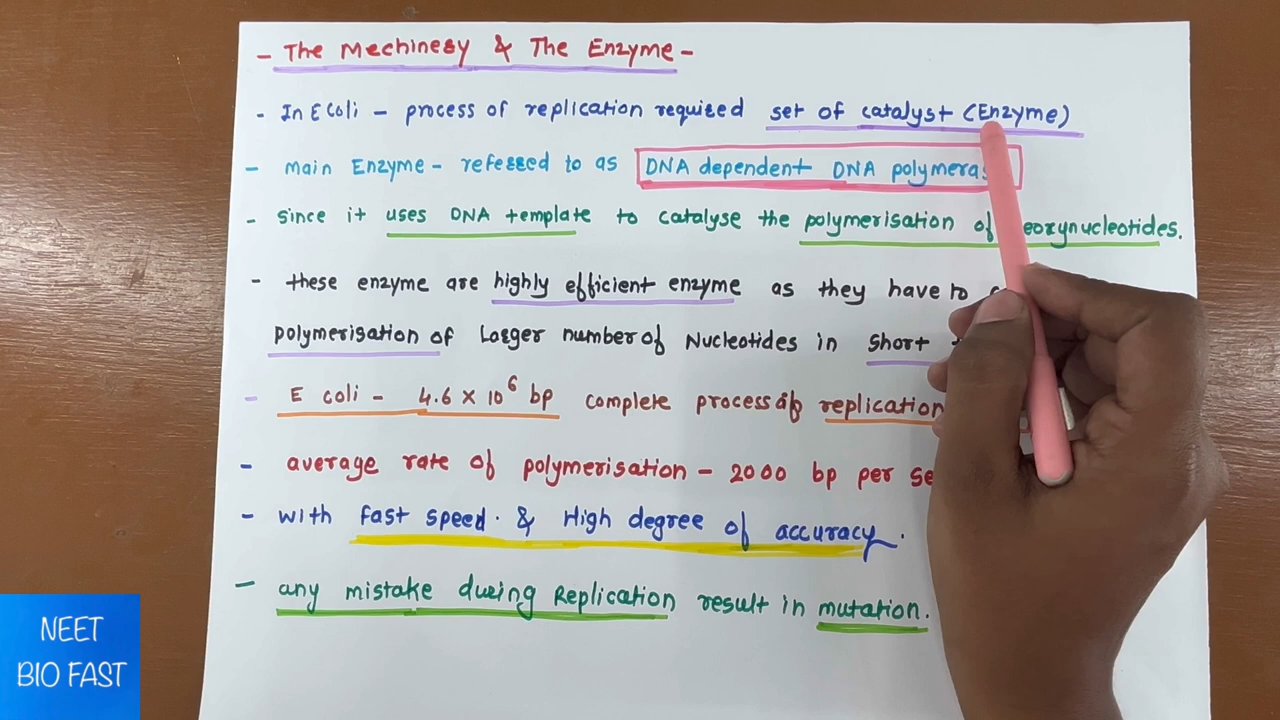 - The Mechinery & The Enzyme -
- In E Coli - process of replication required set of catalyst (Enzyme)
- main Enzyme - referred to as DNA dependent DNA
- Since it uses DNA template to catalyse the polymerisation of
- these enzyme are highly efficient enzyme as they have to
polymerisation of Larger number of Nucleotides in short
- E coli - 4.6 × 10⁶ bp complete process of replication
- average rate of polymerisation - 2000 bp per
- with fast speed. & High degree of accuracy.
- any mistake during Replication result in mutation.
NEET
BIO FAST